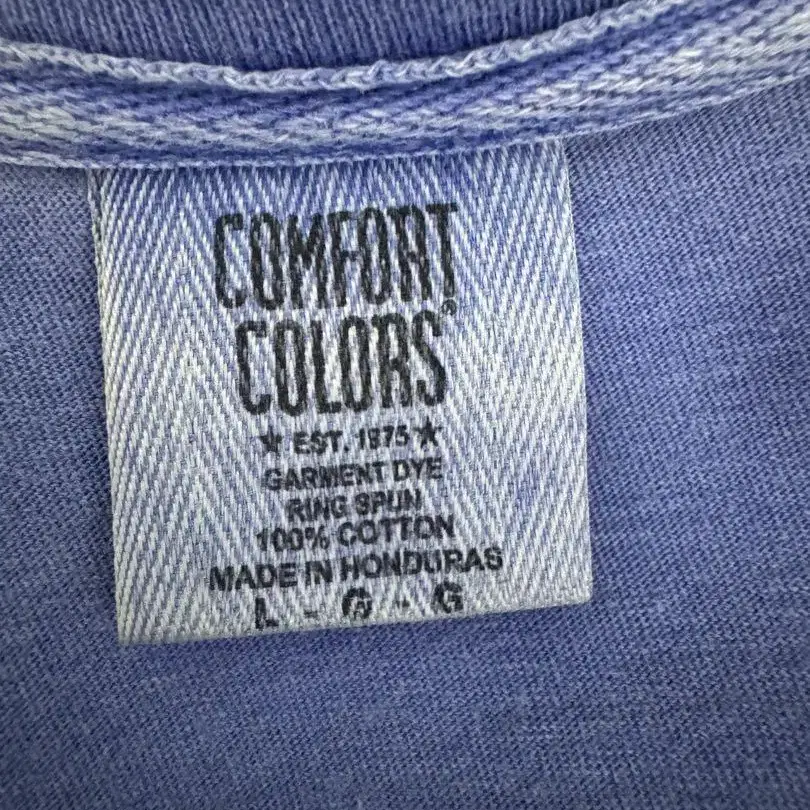 COMFORT
COLORS®
★ EST. 1975 ★
GARMENT DYE
RING SPUN
100% COTTON
MADE IN HONDURAS
L - G - G